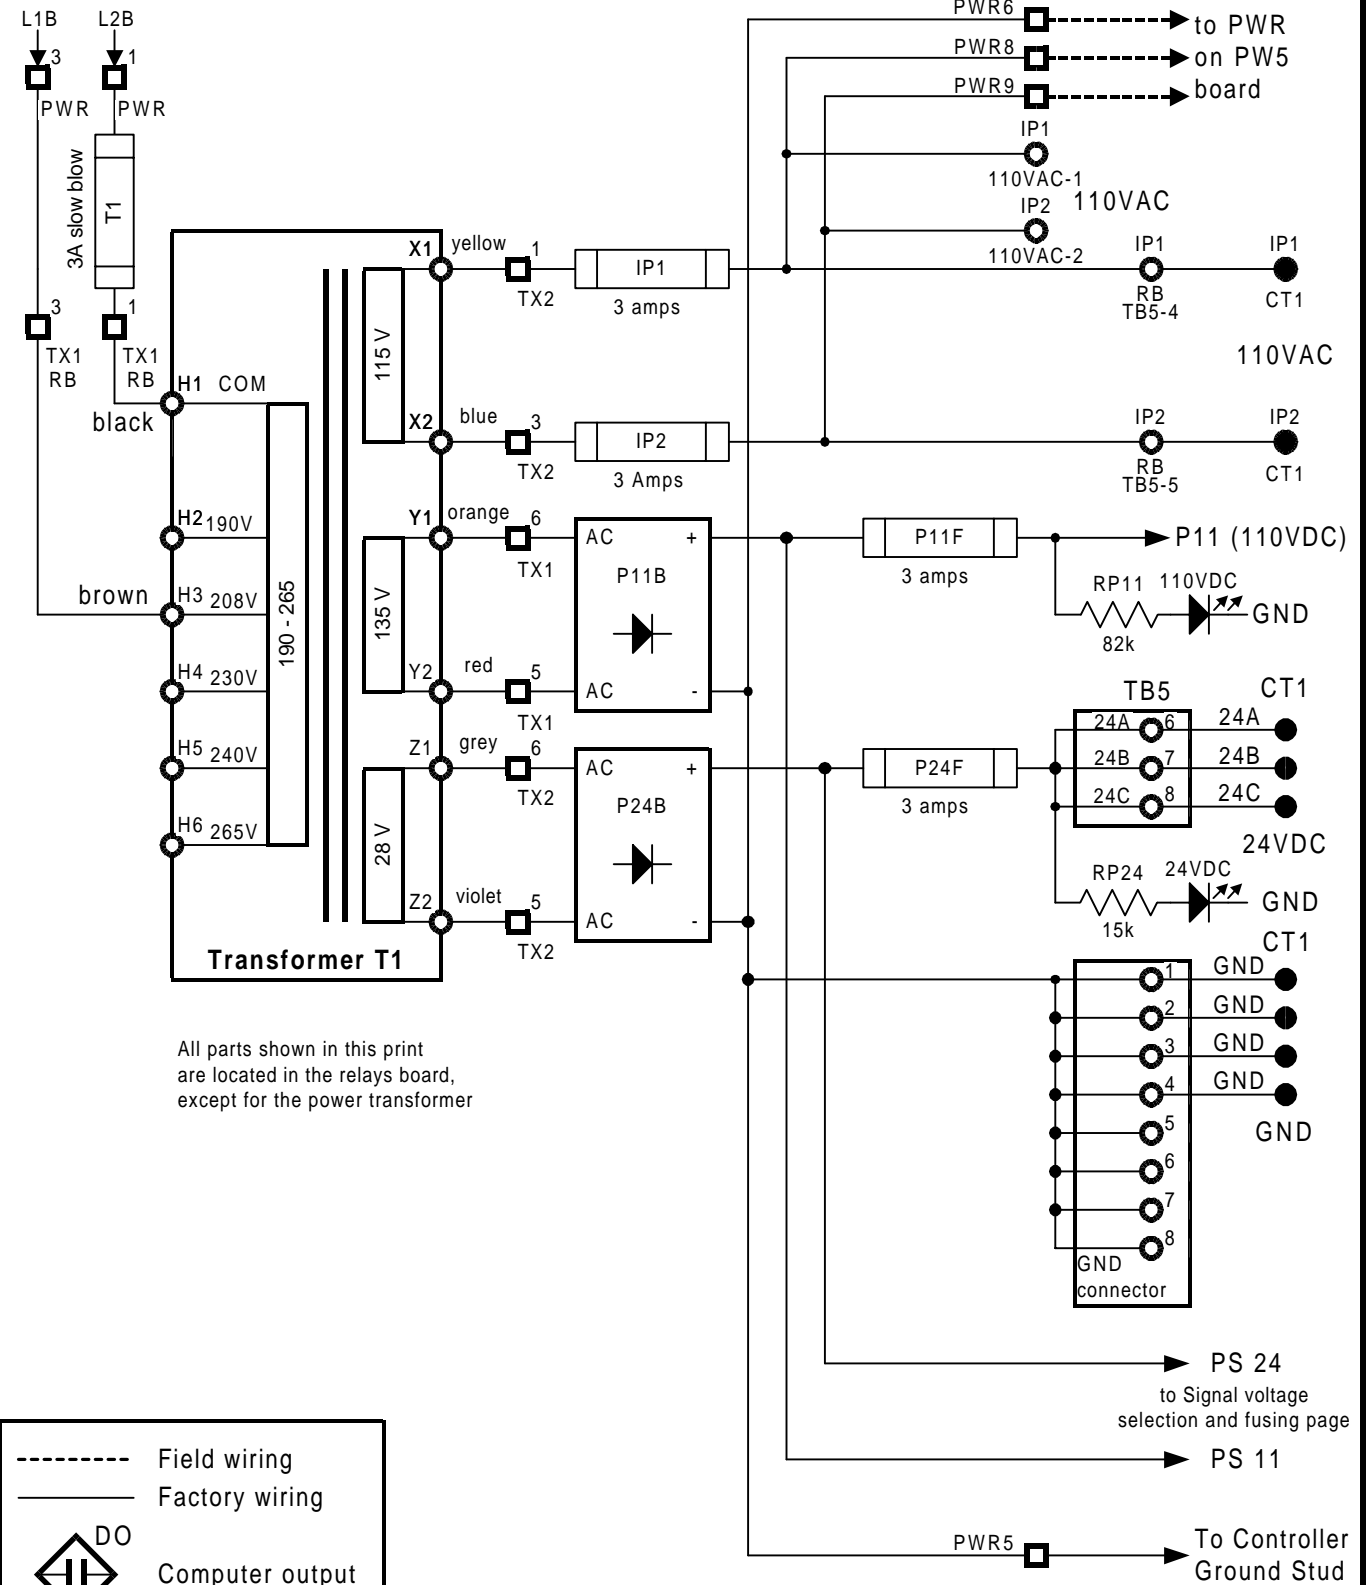 L1B
L2B
3
1
PWR
PWR
3A slow blow
T1
3
1
TX1
RB
TX1
RB
black
brown
H1 COM
H2 190V
H3 208V
H4 230V
H5 240V
H6 265V
190 - 265
115 V
135 V
28 V
X1
X2
Y1
Y2
Z1
Z2
Transformer T1
yellow
1
TX2
IP1
3 amps
blue
3
TX2
IP2
3 Amps
orange
6
TX1
red
5
TX1
AC +
P11B
AC -
grey
6
TX2
violet
5
TX2
AC +
P24B
AC -
PWR6
PWR8
PWR9
to PWR
on PW5
board
IP1
110VAC-1
110VAC
IP2
110VAC-2
IP1
RB
TB5-4
IP1
CT1
110VAC
IP2
RB
TB5-5
IP2
CT1
P11F
3 amps
P11 (110VDC)
RP11
82k
110VDC
GND
P24F
3 amps
TB5
CT1
24A 6 24A
24B 7 24B
24C 8 24C
24VDC
RP24
15k
24VDC
GND
CT1
1 GND
2 GND
3 GND
4 GND
5
GND
6
7
8
GND
connector
PS 24
to Signal voltage
selection and fusing page
PS 11
PWR5
To Controller
Ground Stud
All parts shown in this print
are located in the relays board,
except for the power transformer
Field wiring
Factory wiring
DO
Computer output